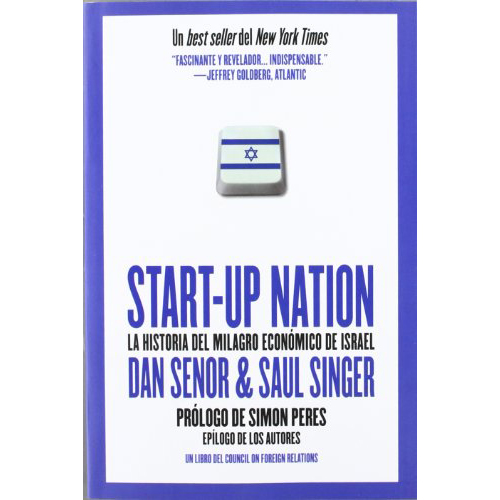 Un best seller del New York Times
"FASCINANTE Y REVELADOR... INDISPENSABLE."
—JEFFREY GOLDBERG, ATLANTIC
START-UP NATION
LA HISTORIA DEL MILAGRO ECONÓMICO DE ISRAEL
DAN SENOR & SAUL SINGER
PRÓLOGO DE SIMON PERES
EPÍLOGO DE LOS AUTORES
UN LIBRO DEL COUNCIL ON FOREIGN RELATIONS